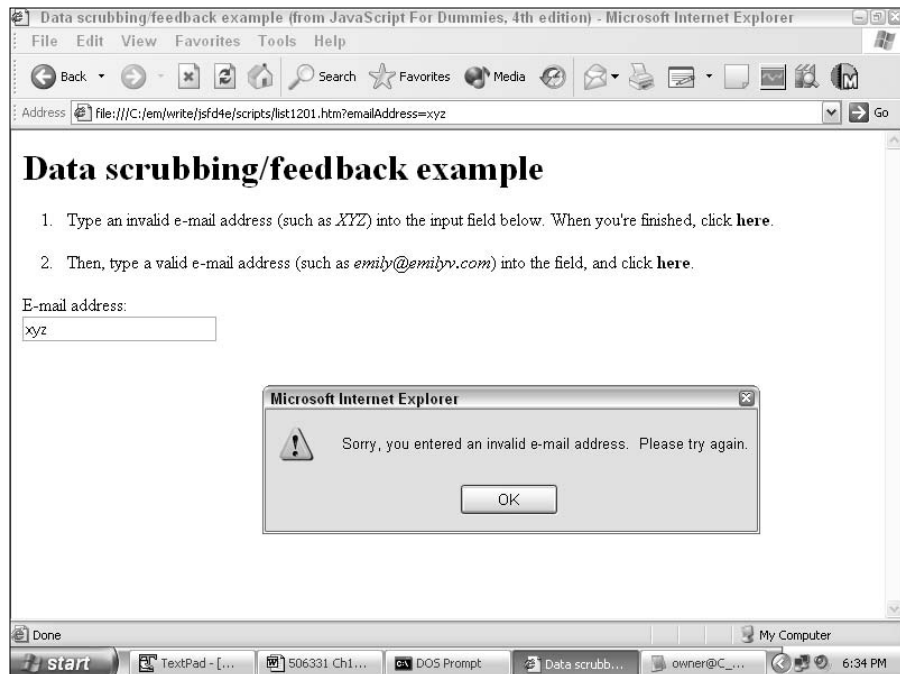 Data scrubbing/feedback example (from JavaScript For Dummies, 4th edition) - Microsoft Internet Explorer
File Edit View Favorites Tools Help
Back Search Favorites Media
Address file:///C:/em/write/jsfd4e/scripts/list1201.htm?emailAddress=xyz Go
Data scrubbing/feedback example
1. Type an invalid e-mail address (such as XYZ) into the input field below. When you're finished, click here.
2. Then, type a valid e-mail address (such as emily@emilyv.com) into the field, and click here.
E-mail address:
xyz
Microsoft Internet Explorer
Sorry, you entered an invalid e-mail address. Please try again.
OK
Done My Computer
start TextPad - [... 506331 Ch1... DOS Prompt Data scrubb... owner@C_... 6:34 PM